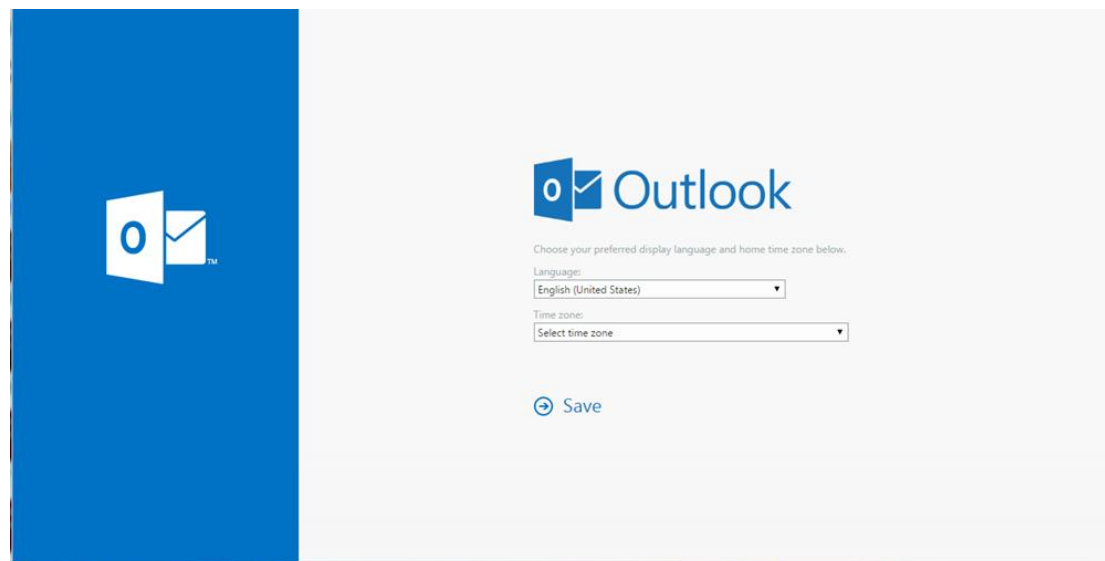 O
TM
O Outlook
Choose your preferred display language and home time zone below.
Language:
English (United States)
Time zone:
Select time zone
Save